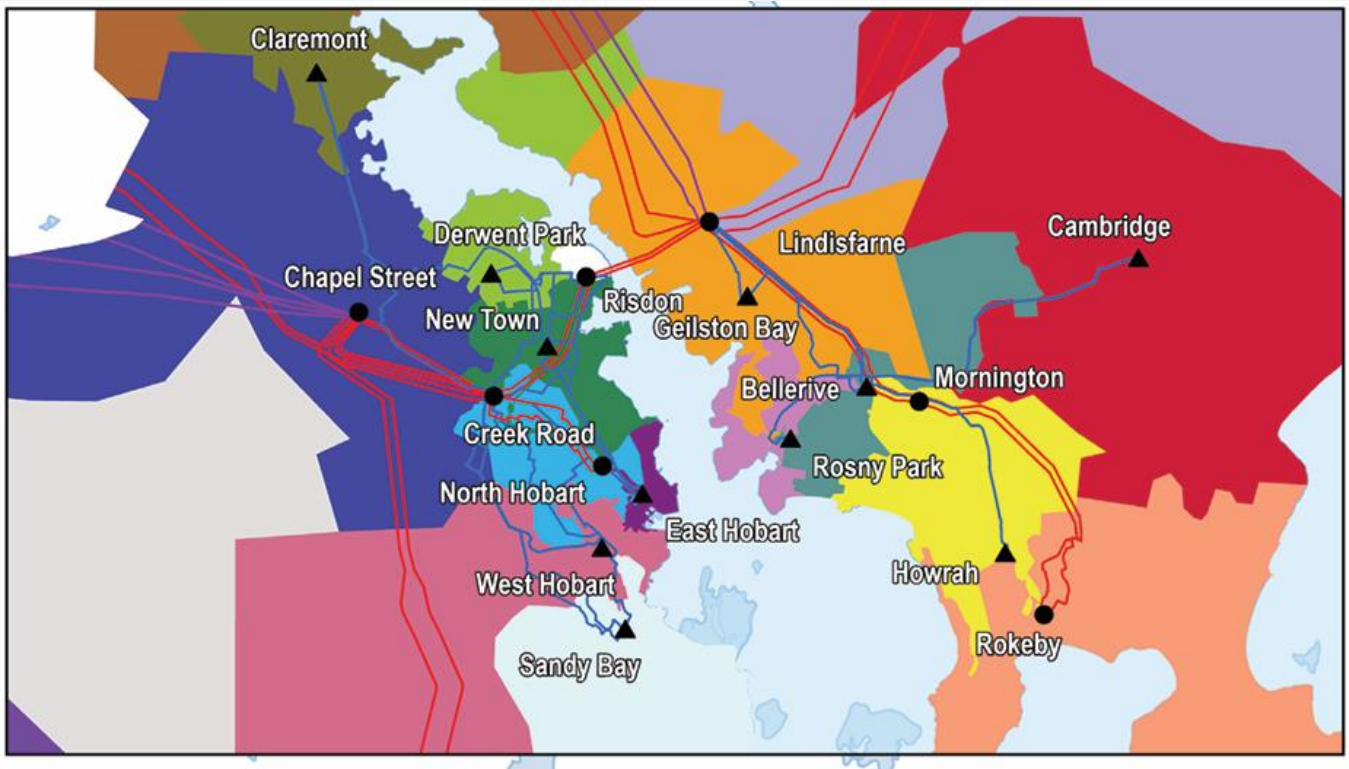 Claremont
Derwent Park
Chapel Street
New Town
Risdon
Lindisfarne
Cambridge
Geilston Bay
Bellerive
Mornington
Creek Road
Rosny Park
North Hobart
East Hobart
West Hobart
Howrah
Sandy Bay
Rokeby